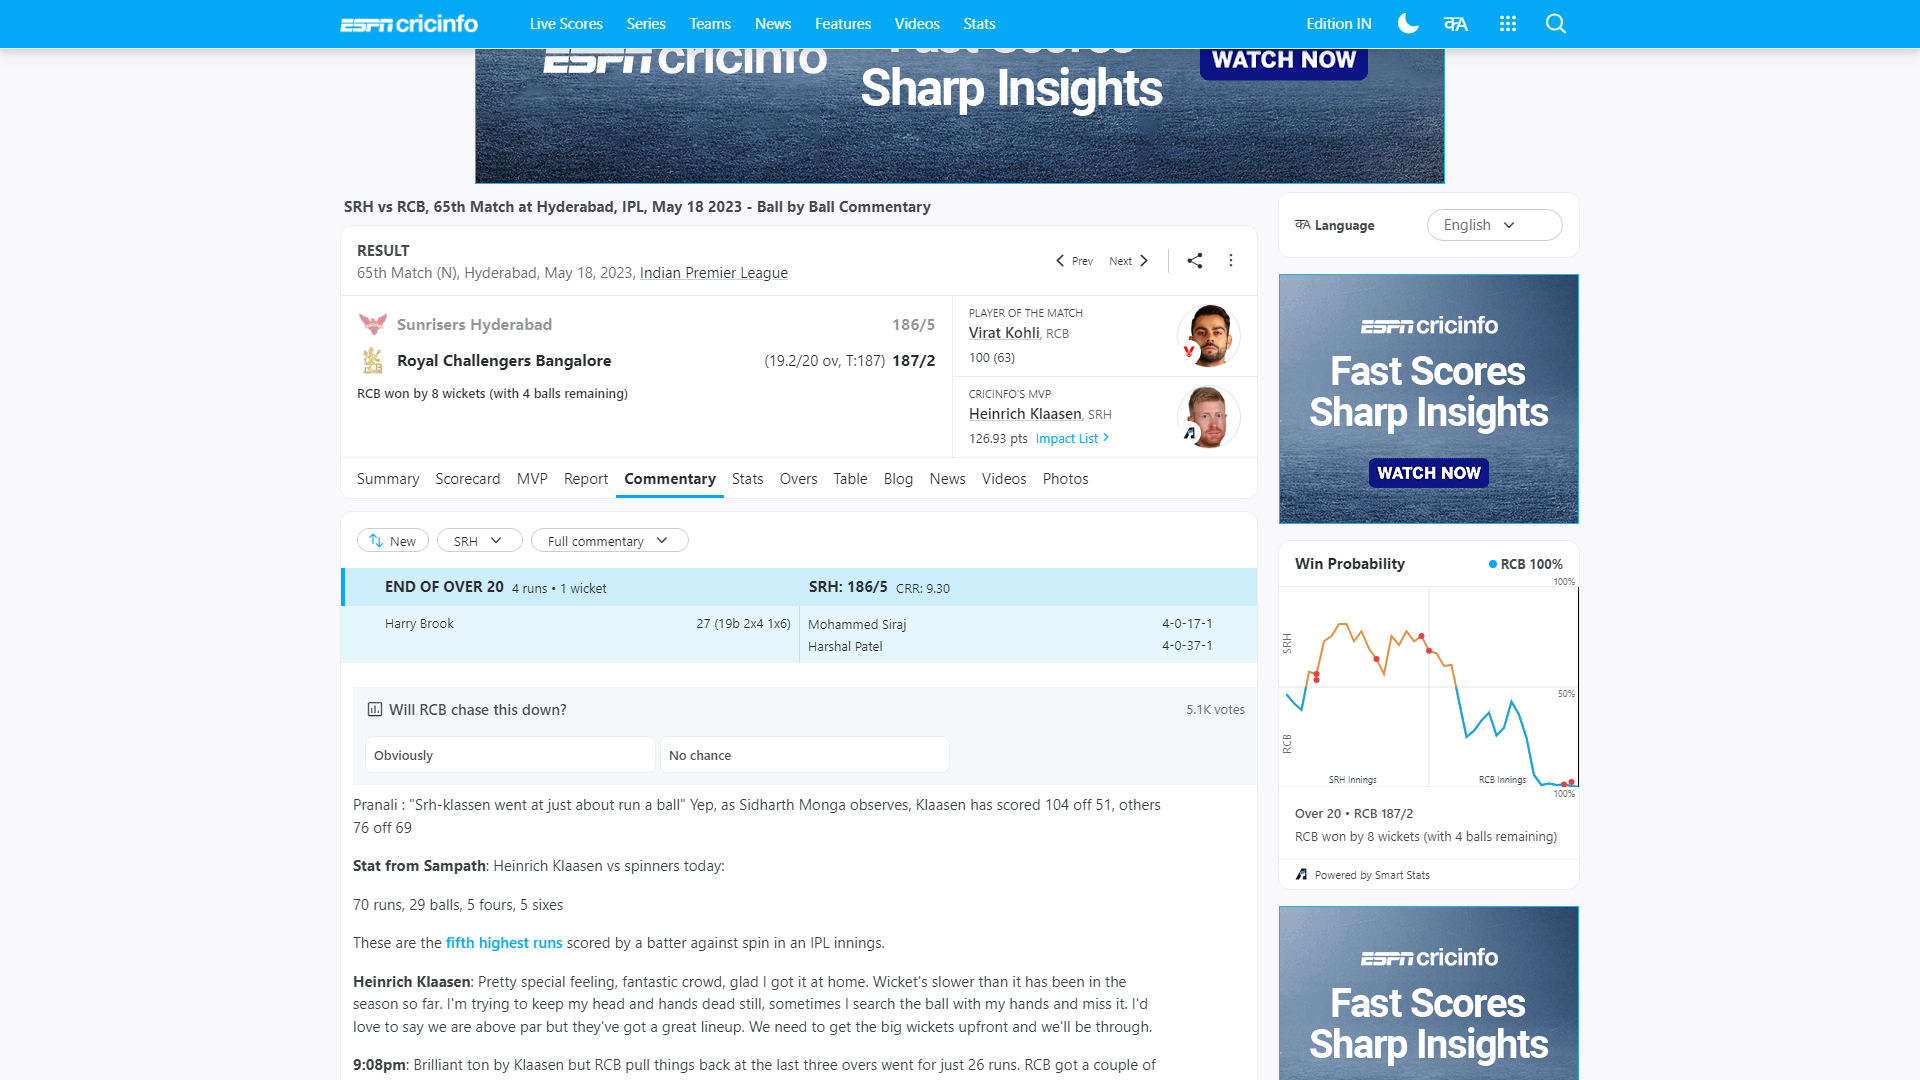 ESPN cricinfo
Live Scores
Series
Teams
News
Features
Videos
Stats
Edition IN
कA
ESPN cricinfo
Fast Scores
Sharp Insights
WATCH NOW
SRH vs RCB, 65th Match at Hyderabad, IPL, May 18 2023 - Ball by Ball Commentary
RESULT
65th Match (N), Hyderabad, May 18, 2023, Indian Premier League
Prev
Next
Sunrisers Hyderabad 186/5
Royal Challengers Bangalore (19.2/20 ov, T:187) 187/2
RCB won by 8 wickets (with 4 balls remaining)
PLAYER OF THE MATCH
Virat Kohli, RCB
100 (63)
CRICINFO'S MVP
Heinrich Klaasen, SRH
126.93 pts Impact List
Summary
Scorecard
MVP
Report
Commentary
Stats
Overs
Table
Blog
News
Videos
Photos
New
SRH
Full commentary
END OF OVER 20 4 runs • 1 wicket
SRH: 186/5 CRR: 9.30
Harry Brook 27 (19b 2x4 1x6)
Mohammed Siraj 4-0-17-1
Harshal Patel 4-0-37-1
Will RCB chase this down?
5.1K votes
Obviously
No chance
Pranali : "Srh-klassen went at just about run a ball" Yep, as Sidharth Monga observes, Klaasen has scored 104 off 51, others
76 off 69
Stat from Sampath: Heinrich Klaasen vs spinners today:
70 runs, 29 balls, 5 fours, 5 sixes
These are the fifth highest runs scored by a batter against spin in an IPL innings.
Heinrich Klaasen: Pretty special feeling, fantastic crowd, glad I got it at home. Wicket's slower than it has been in the
season so far. I'm trying to keep my head and hands dead still, sometimes I search the ball with my hands and miss it. I'd
love to say we are above par but they've got a great lineup. We need to get the big wickets upfront and we'll be through.
9:08pm: Brilliant ton by Klaasen but RCB pull things back at the last three overs went for just 26 runs. RCB got a couple of
कA Language
English
ESPN cricinfo
Fast Scores
Sharp Insights
WATCH NOW
Win Probability
RCB 100%
100%
SRH
50%
RCB
SRH Innings
RCB Innings
100%
Over 20 • RCB 187/2
RCB won by 8 wickets (with 4 balls remaining)
Powered by Smart Stats
ESPN cricinfo
Fast Scores
Sharp Insights